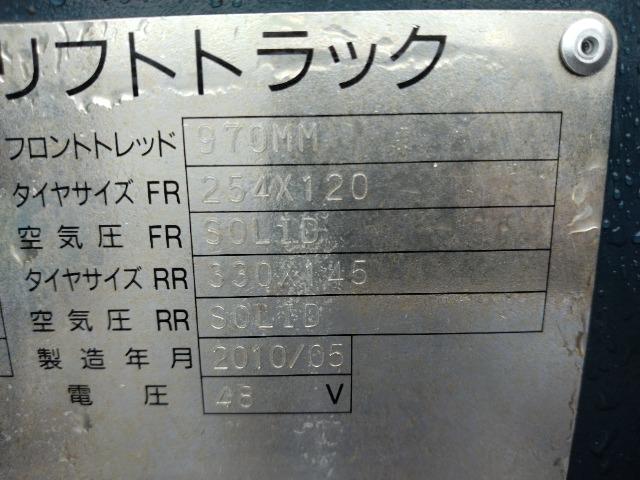 リフトトラック
フロントトレッド 970MM
タイヤサイズ FR 254X120
空気圧 FR SOLID
タイヤサイズ RR 330X145
空気圧 RR SOLID
製造年月 2010/05
電圧 48 V